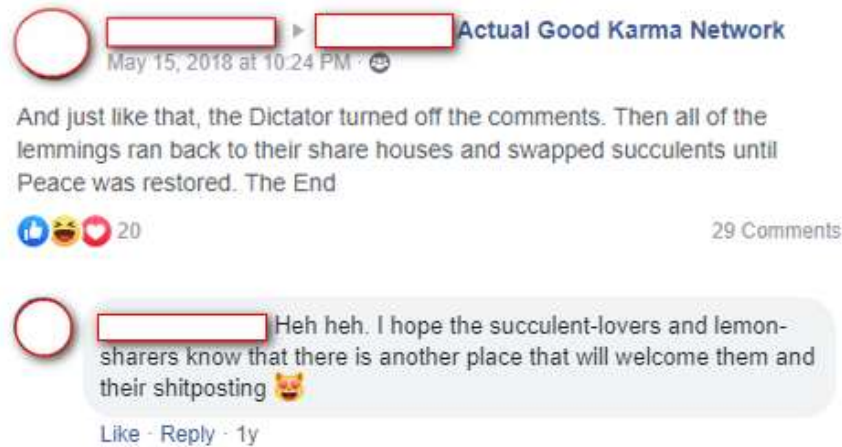 Actual Good Karma Network
May 15, 2018 at 10:24 PM ·
And just like that, the Dictator turned off the comments. Then all of the
lemmings ran back to their share houses and swapped succulents until
Peace was restored. The End
20
29 Comments
Heh heh. I hope the succulent-lovers and lemon-
sharers know that there is another place that will welcome them and
their shitposting 😻
Like · Reply · 1y